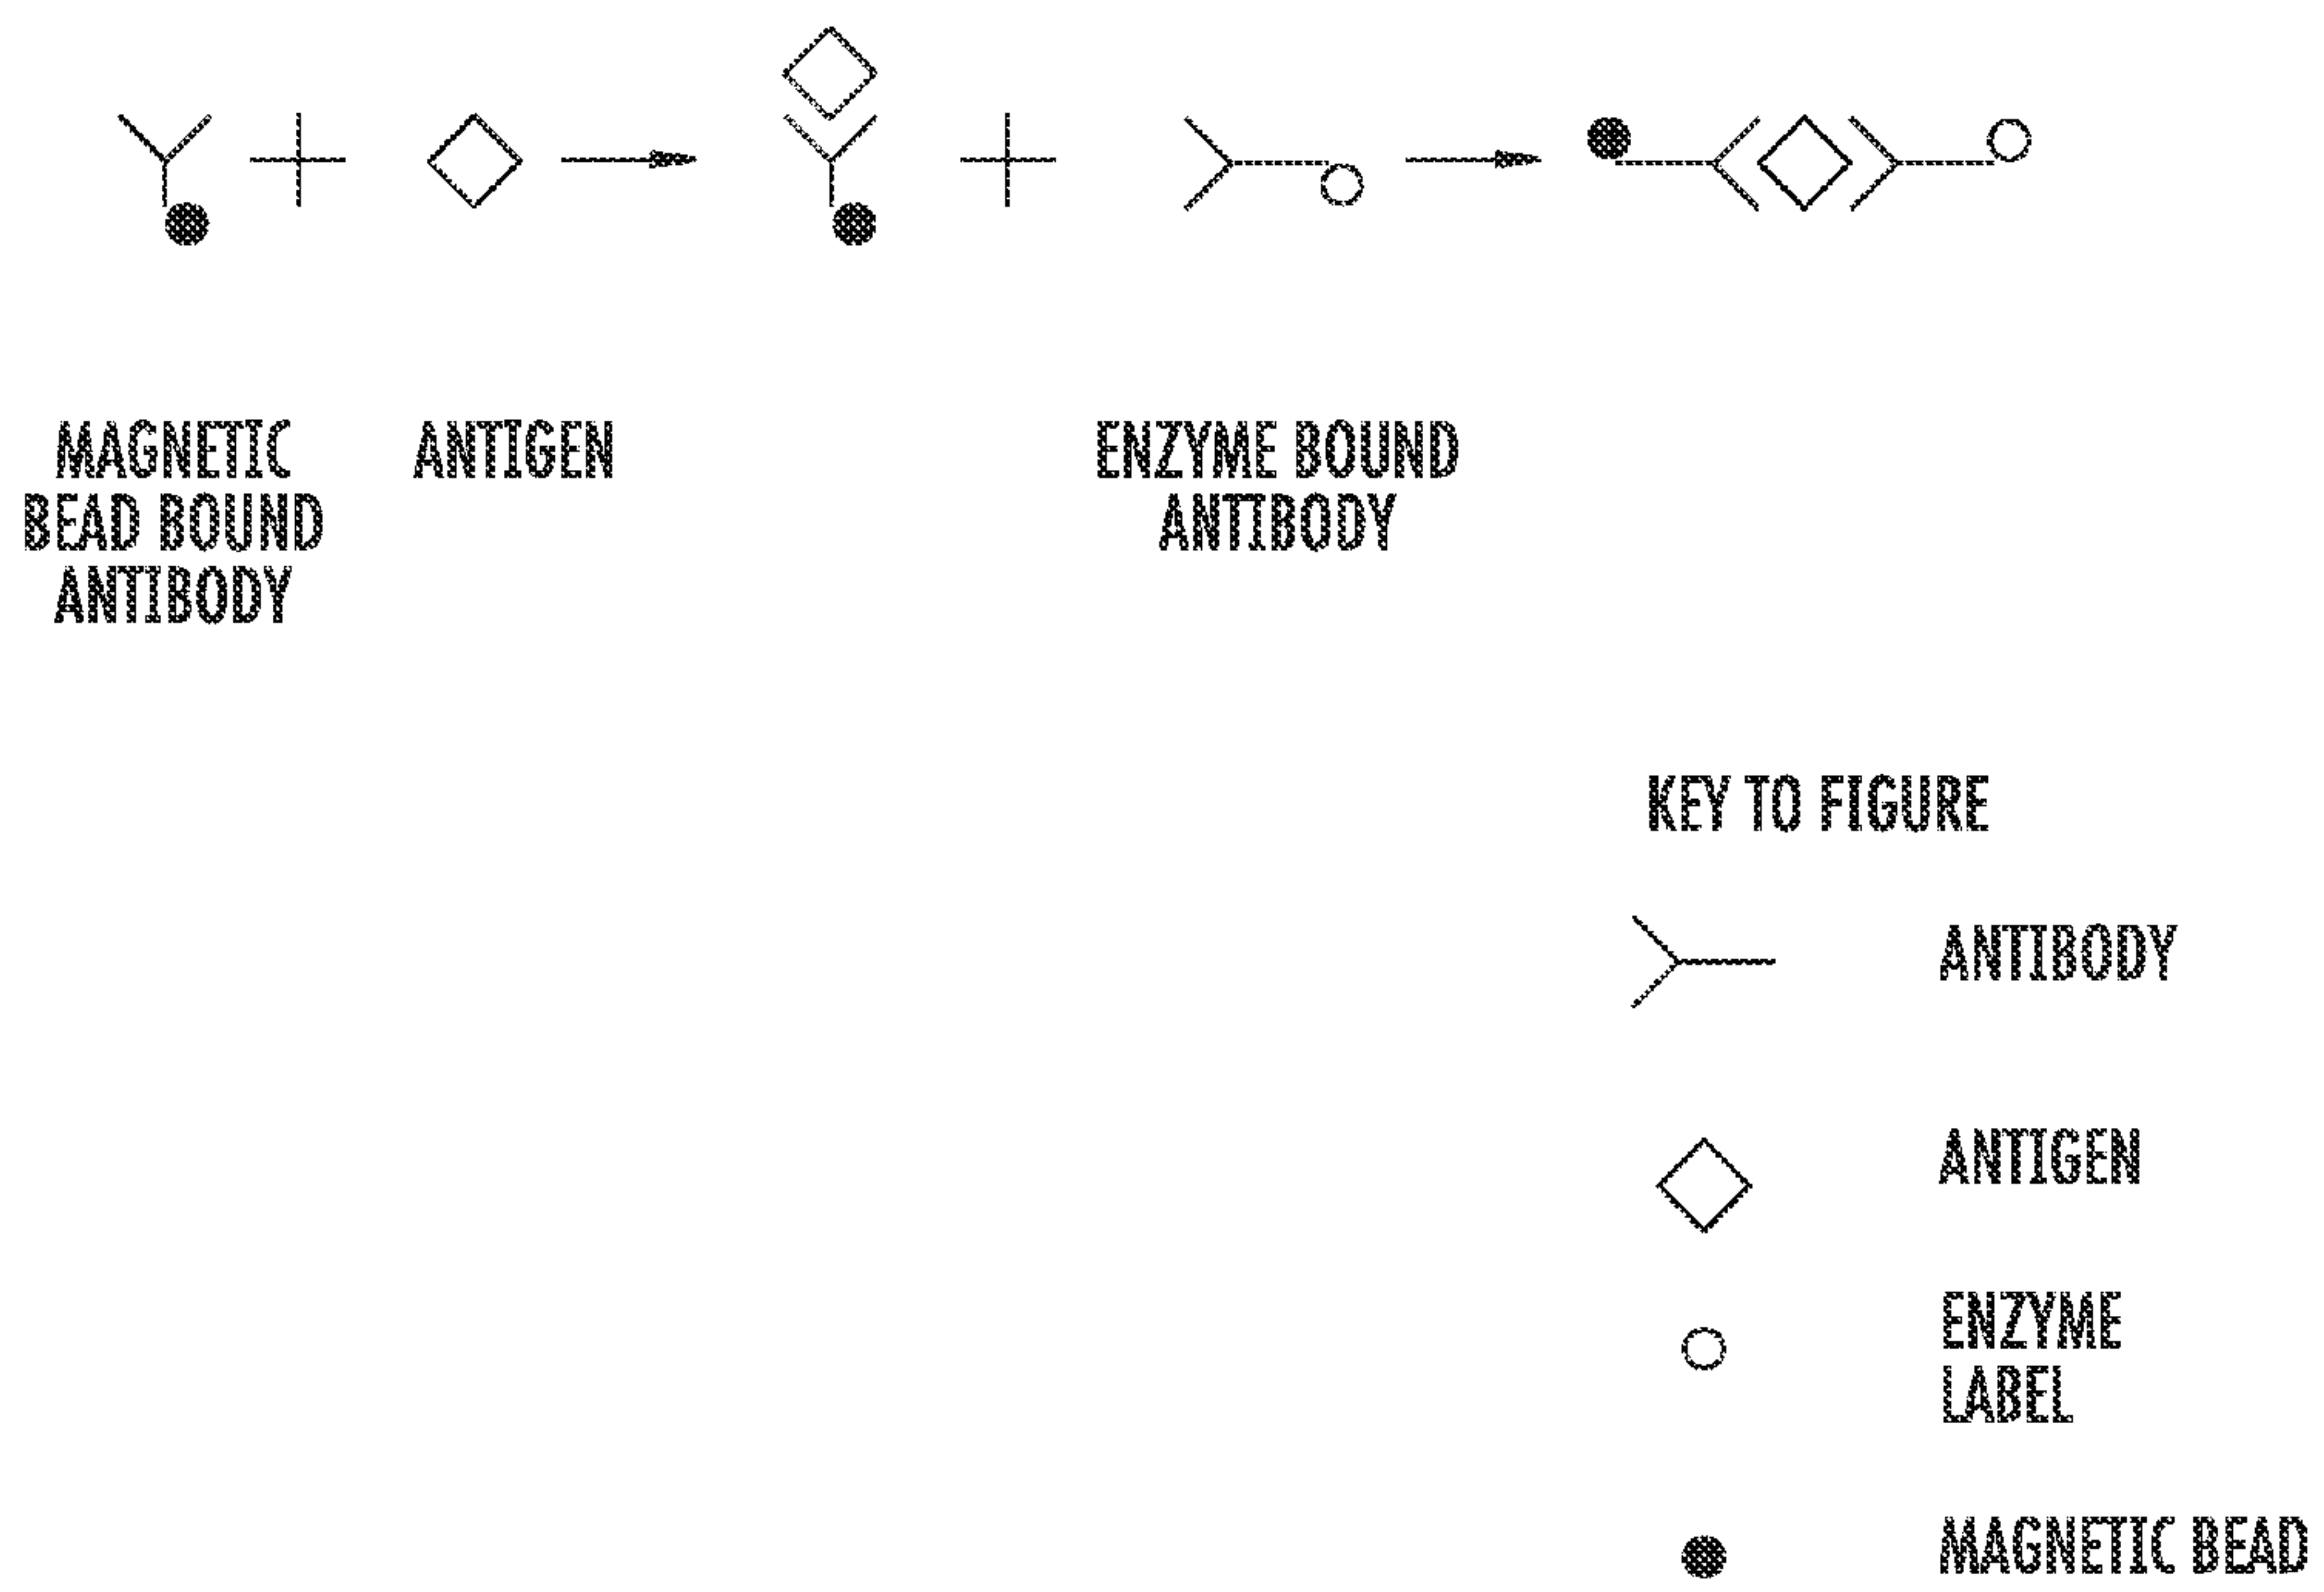 MAGNETIC
BEAD BOUND
ANTIBODY
ANTIGEN
ENZYME BOUND
ANTIBODY
KEY TO FIGURE
ANTIBODY
ANTIGEN
ENZYME
LABEL
MAGNETIC BEAD